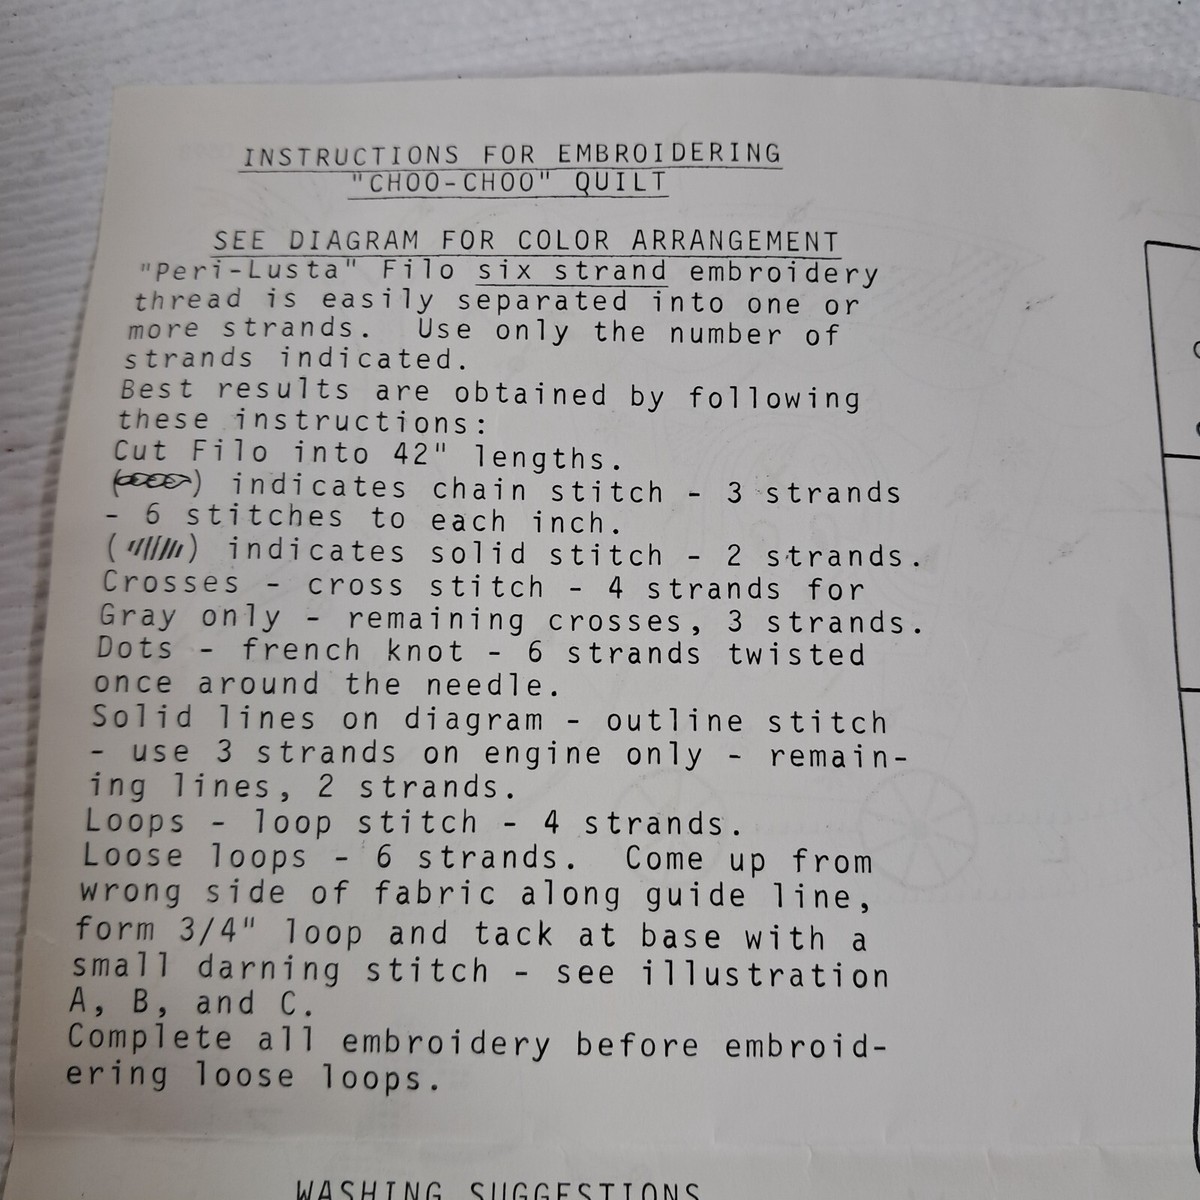 INSTRUCTIONS FOR EMBROIDERING
"CHOO-CHOO" QUILT
SEE DIAGRAM FOR COLOR ARRANGEMENT
"Peri-Lusta" Filo six strand embroidery
thread is easily separated into one or
more strands. Use only the number of
strands indicated.
Best results are obtained by following
these instructions:
Cut Filo into 42" lengths.
( ) indicates chain stitch - 3 strands
- 6 stitches to each inch.
( ) indicates solid stitch - 2 strands.
Crosses - cross stitch - 4 strands for
Gray only - remaining crosses, 3 strands.
Dots - french knot - 6 strands twisted
once around the needle.
Solid lines on diagram - outline stitch
- use 3 strands on engine only - remain-
ing lines, 2 strands.
Loops - loop stitch - 4 strands.
Loose loops - 6 strands. Come up from
wrong side of fabric along guide line,
form 3/4" loop and tack at base with a
small darning stitch - see illustration
A, B, and C.
Complete all embroidery before embroid-
ering loose loops.
WASHING SUGGESTIONS